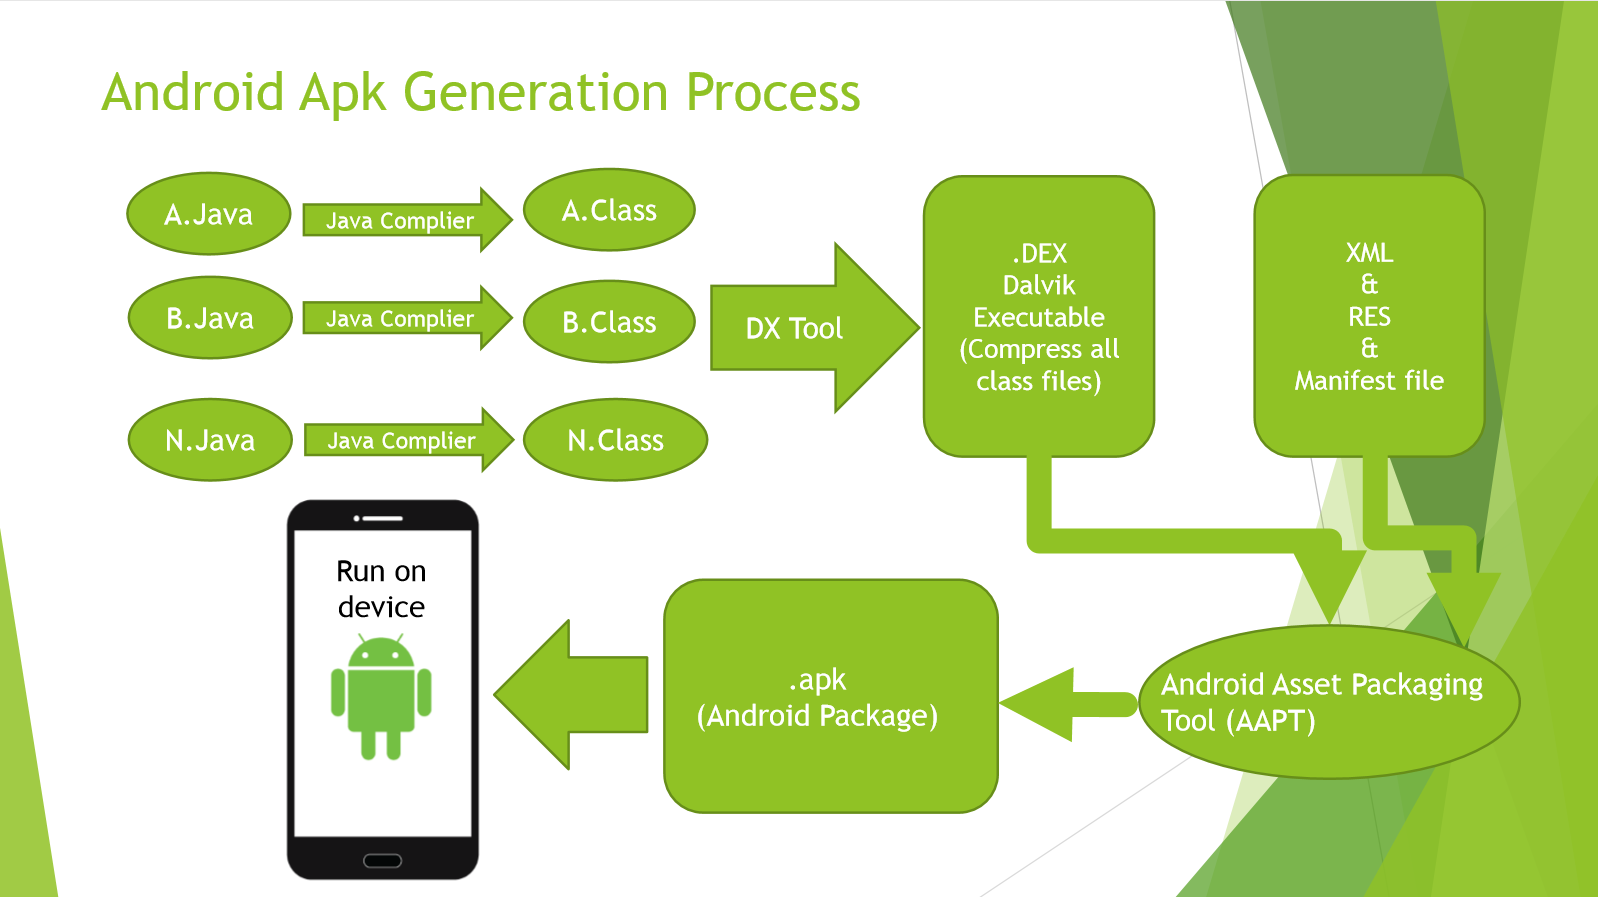 Android Apk Generation Process
A.Java
Java Complier
A.Class
B.Java
Java Complier
B.Class
N.Java
Java Complier
N.Class
DX Tool
.DEX
Dalvik
Executable
(Compress all
class files)
XML
&
RES
&
Manifest file
Android Asset Packaging
Tool (AAPT)
.apk
(Android Package)
Run on
device